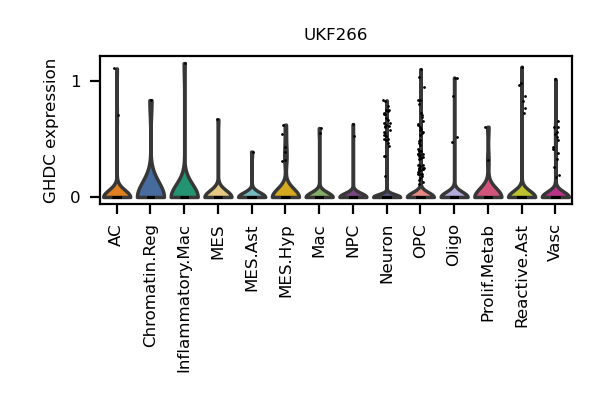 UKF266
GHDC expression
1
0
AC
Chromatin.Reg
Inflammatory.Mac
MES
MES.Ast
MES.Hyp
Mac
NPC
Neuron
OPC
Oligo
Prolif.Metab
Reactive.Ast
Vasc